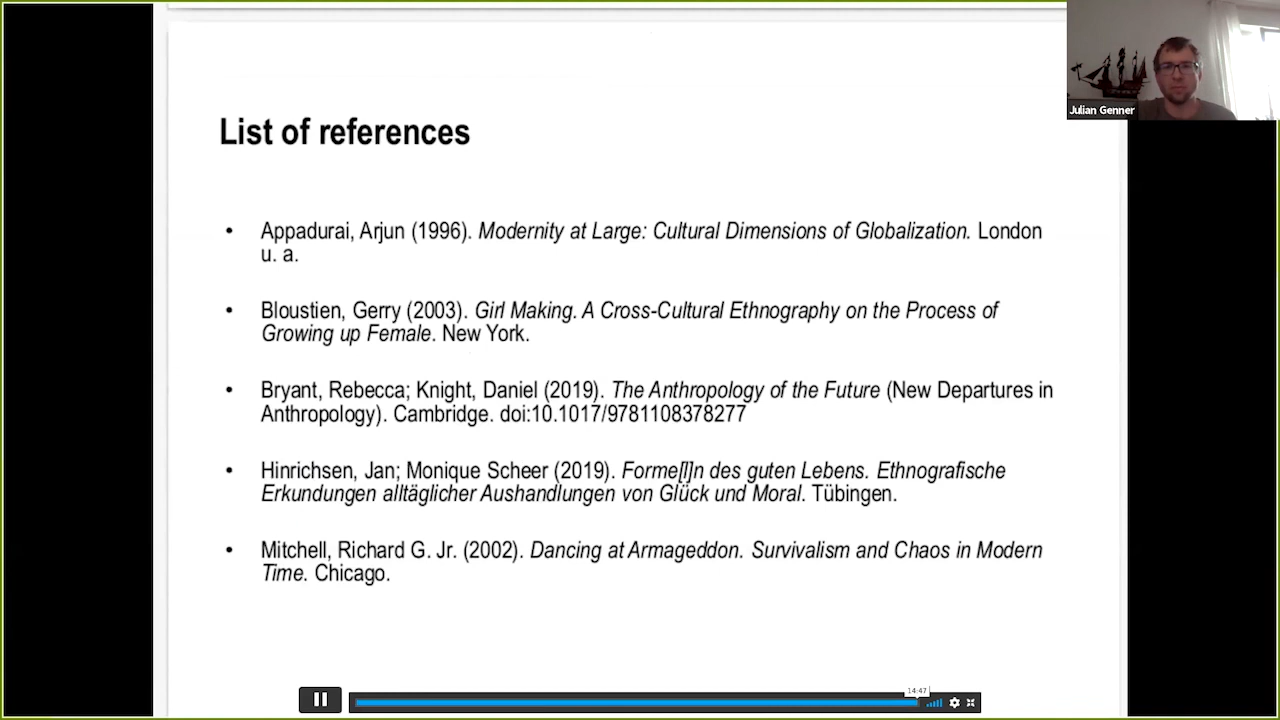 Julian Genner
List of references
• Appadurai, Arjun (1996). Modernity at Large: Cultural Dimensions of Globalization. London
u. a.
• Bloustien, Gerry (2003). Girl Making. A Cross-Cultural Ethnography on the Process of
Growing up Female. New York.
• Bryant, Rebecca; Knight, Daniel (2019). The Anthropology of the Future (New Departures in
Anthropology). Cambridge. doi:10.1017/9781108378277
• Hinrichsen, Jan; Monique Scheer (2019). Forme[l]n des guten Lebens. Ethnografische
Erkundungen alltäglicher Aushandlungen von Glück und Moral. Tübingen.
• Mitchell, Richard G. Jr. (2002). Dancing at Armageddon. Survivalism and Chaos in Modern
Time. Chicago.
14:47